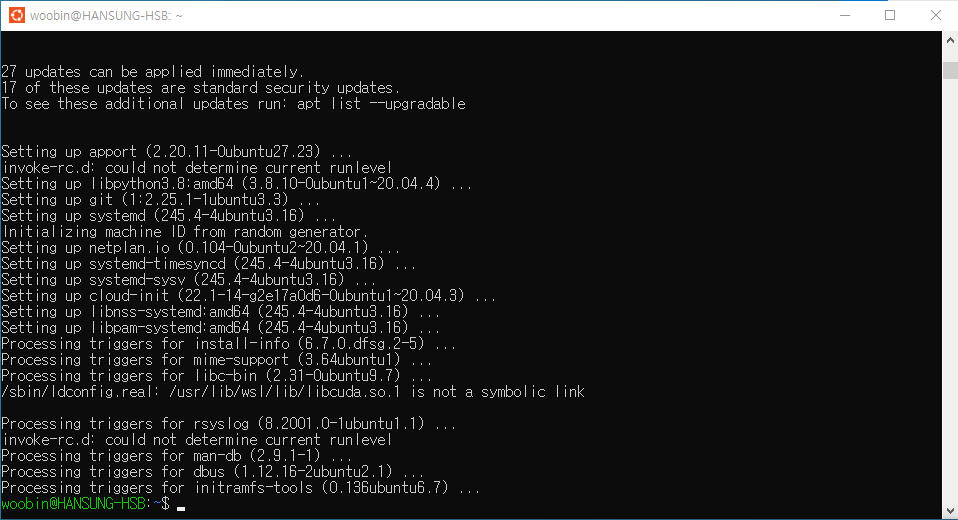 woobin@HANSUNG-HSB: ~
27 updates can be applied immediately.
17 of these updates are standard security updates.
To see these additional updates run: apt list --upgradable
Setting up apport (2.20.11-0ubuntu27.23) ...
invoke-rc.d: could not determine current runlevel
Setting up libpython3.8:amd64 (3.8.10-0ubuntu1~20.04.4) ...
Setting up git (1:2.25.1-1ubuntu3.3) ...
Setting up systemd (245.4-4ubuntu3.16) ...
Initializing machine ID from random generator.
Setting up netplan.io (0.104-0ubuntu2~20.04.1) ...
Setting up systemd-timesyncd (245.4-4ubuntu3.16) ...
Setting up systemd-sysv (245.4-4ubuntu3.16) ...
Setting up cloud-init (22.1-14-g2e17a0d6-0ubuntu1~20.04.3) ...
Setting up libnss-systemd:amd64 (245.4-4ubuntu3.16) ...
Setting up libpam-systemd:amd64 (245.4-4ubuntu3.16) ...
Processing triggers for install-info (6.7.0.dfsg.2-5) ...
Processing triggers for mime-support (3.64ubuntu1) ...
Processing triggers for libc-bin (2.31-0ubuntu9.7) ...
/sbin/ldconfig.real: /usr/lib/wsl/lib/libcuda.so.1 is not a symbolic link
Processing triggers for rsyslog (8.2001.0-1ubuntu1.1) ...
invoke-rc.d: could not determine current runlevel
Processing triggers for man-db (2.9.1-1) ...
Processing triggers for dbus (1.12.16-2ubuntu2.1) ...
Processing triggers for initramfs-tools (0.136ubuntu6.7) ...
woobin@HANSUNG-HSB:~$